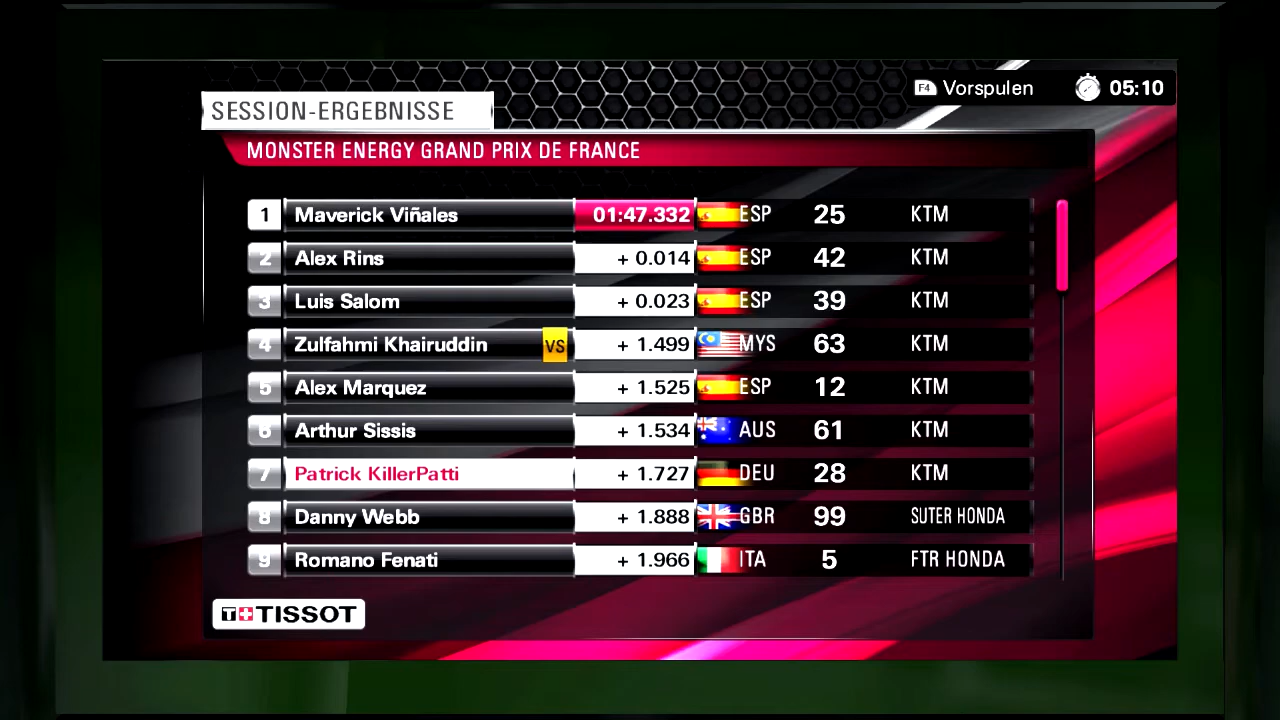 F4 Vorspulen 05:10
SESSION-ERGEBNISSE
MONSTER ENERGY GRAND PRIX DE FRANCE
1 Maverick Viñales 01:47.332 ESP 25 KTM
2 Alex Rins + 0.014 ESP 42 KTM
3 Luis Salom + 0.023 ESP 39 KTM
4 Zulfahmi Khairuddin VS + 1.499 MYS 63 KTM
5 Alex Marquez + 1.525 ESP 12 KTM
6 Arthur Sissis + 1.534 AUS 61 KTM
7 Patrick KillerPatti + 1.727 DEU 28 KTM
8 Danny Webb + 1.888 GBR 99 SUTER HONDA
9 Romano Fenati + 1.966 ITA 5 FTR HONDA
T+ TISSOT